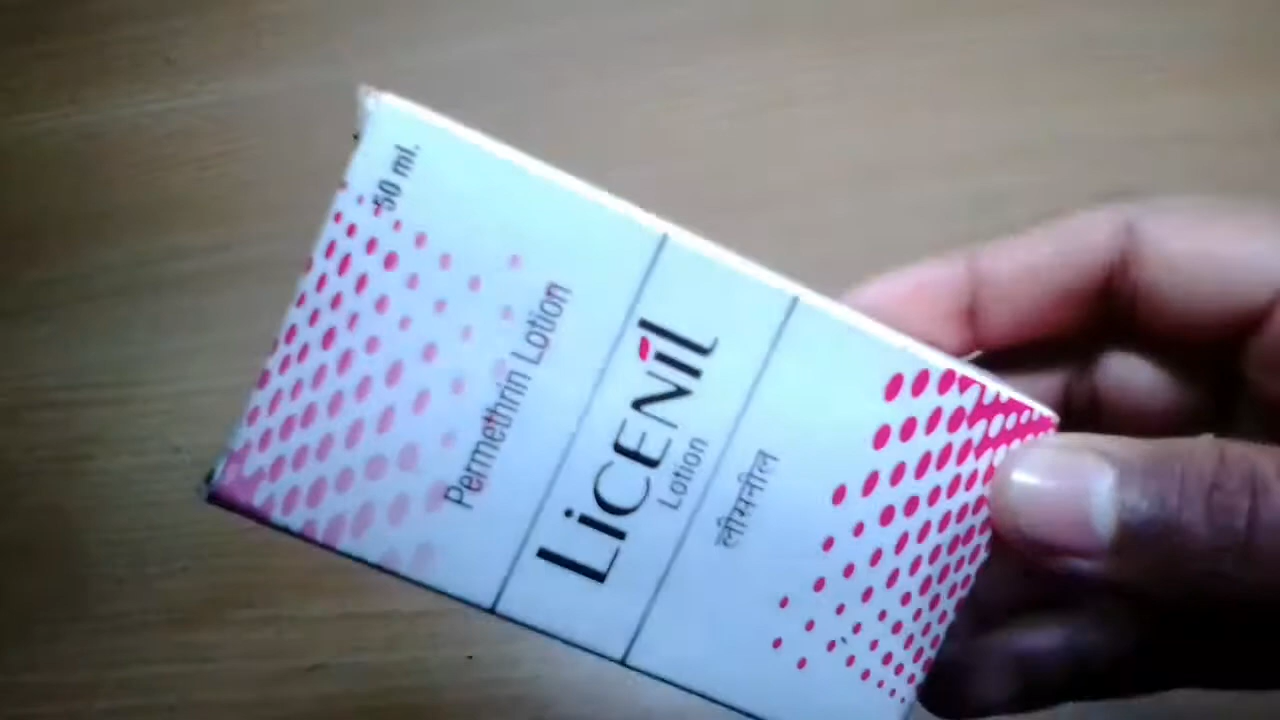 50 ml.
Permethrin Lotion
LiCENil
Lotion
लीसनील